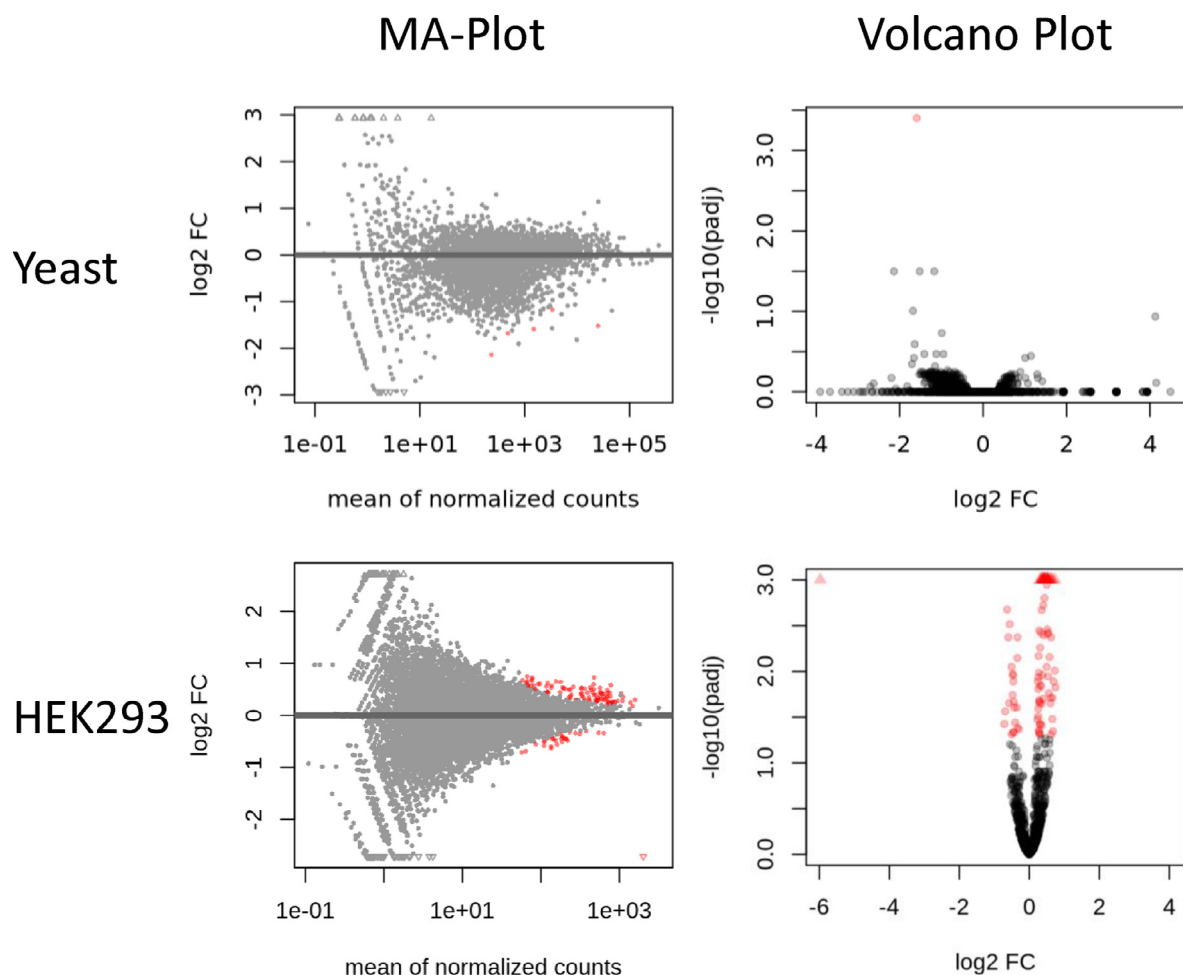 MA-Plot
Volcano Plot
Yeast
log2 FC
3
2
1
0
-1
-2
-3
1e-01
1e+01
1e+03
1e+05
mean of normalized counts
-log10(padj)
3.0
2.0
1.0
0.0
-4
-2
0
2
4
log2 FC
HEK293
log2 FC
2
1
0
-1
-2
1e-01
1e+01
1e+03
mean of normalized counts
-log10(padj)
3.0
2.0
1.0
0.0
-6
-2
0
2
4
log2 FC